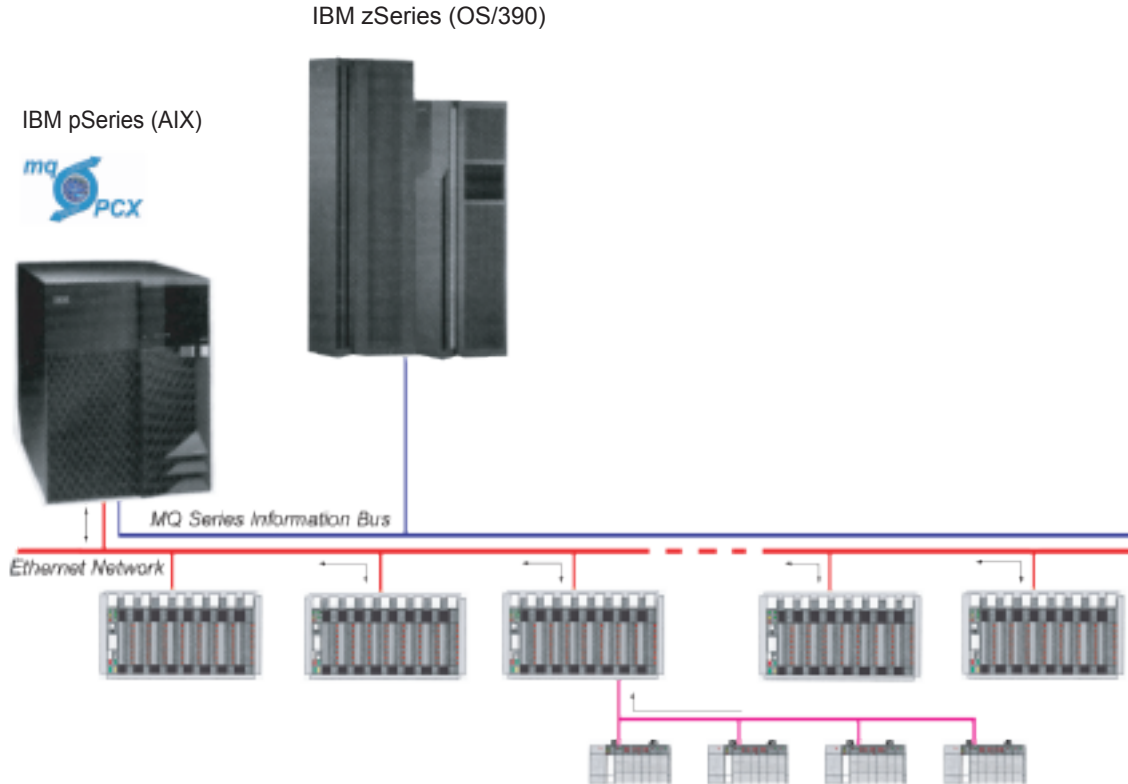 IBM zSeries (OS/390)
IBM pSeries (AIX)
mq
PCX
MQ Series Information Bus
Ethernet Network